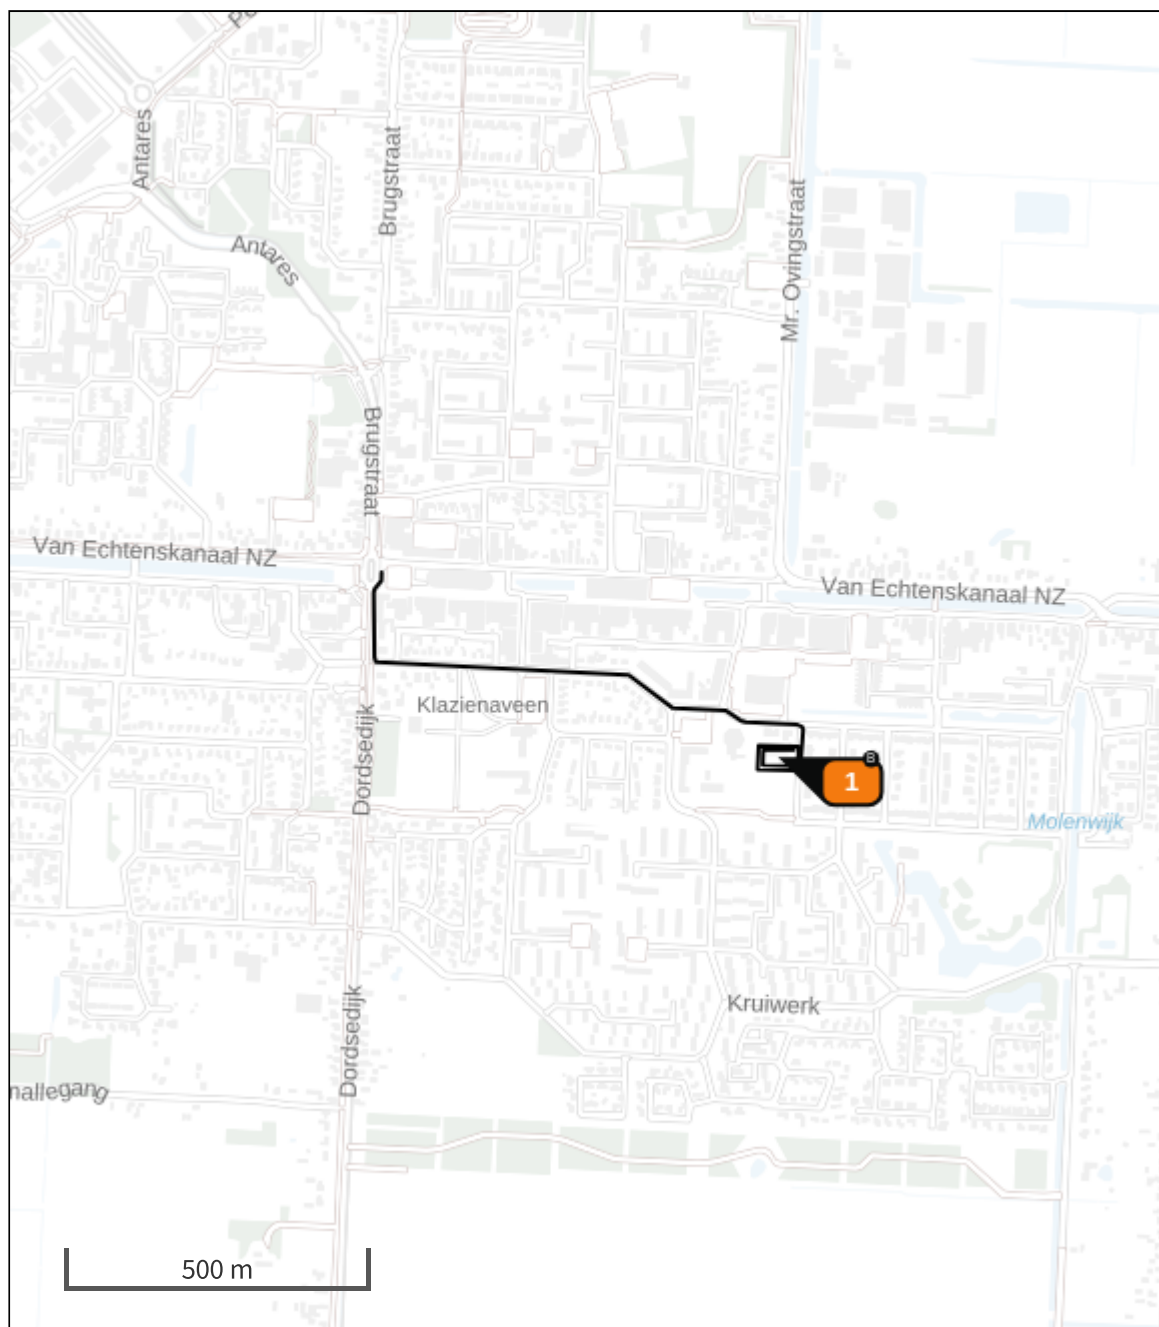 Antares
Brugstraat
Antares
Mr. Ovingstraat
Brugstraat
Van Echtenskanaal NZ
Van Echtenskanaal NZ
Klazienaveen
Dordsedijk
B
1
Molenwijk
Kruiwerk
Dordsedijk
nallegang
500 m